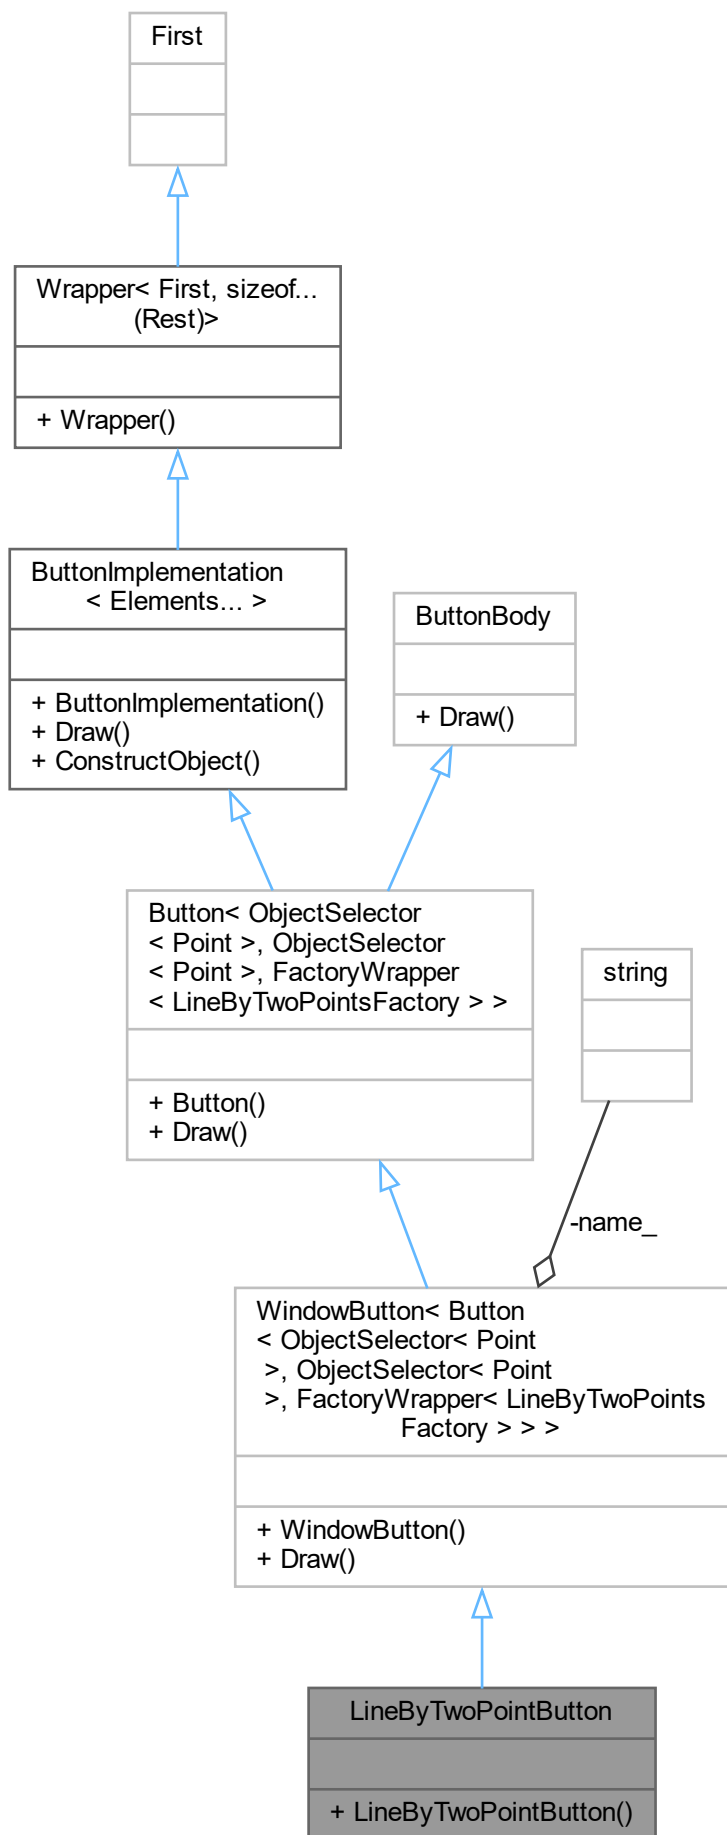 First
Wrapper< First, sizeof...
(Rest)>
+ Wrapper()
ButtonImplementation
< Elements... >
+ ButtonImplementation()
+ Draw()
+ ConstructObject()
ButtonBody
+ Draw()
Button< ObjectSelector
< Point >, ObjectSelector
< Point >, FactoryWrapper
< LineByTwoPointsFactory > >
+ Button()
+ Draw()
string
-name_
WindowButton< Button
< ObjectSelector< Point
>, ObjectSelector< Point
>, FactoryWrapper< LineByTwoPoints
Factory > > >
+ WindowButton()
+ Draw()
LineByTwoPointButton
+ LineByTwoPointButton()